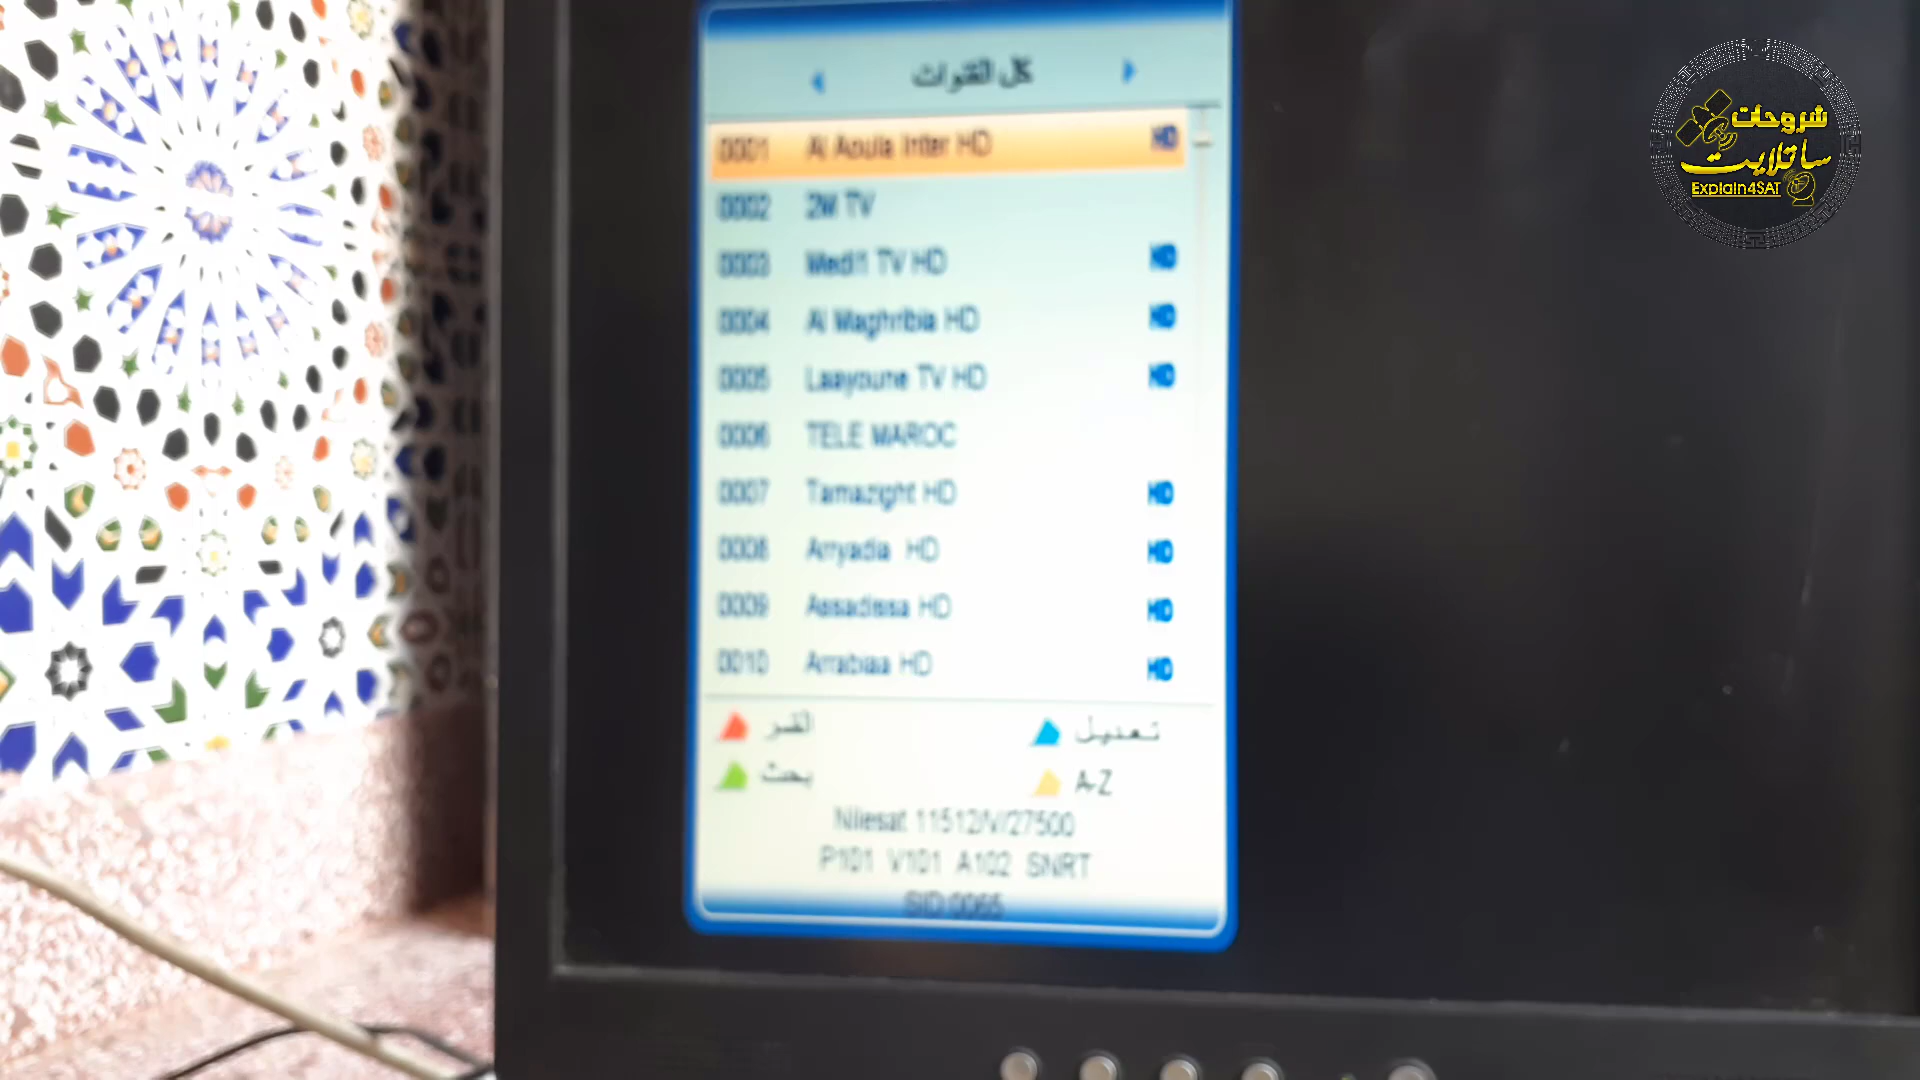 كل القنوات
0001 Al Aoula Inter HD HD
0002 2M TV
0003 Medi1 TV HD HD
0004 Al Maghribia HD HD
0005 Laayoune TV HD HD
0006 TELE MAROC
0007 Tamazight HD HD
0008 Arryadia HD HD
0009 Assadissa HD HD
0010 Arrabiaa HD HD
القمر تعديل
بحث A-Z
Nilesat 11512/V/27500
P101 V101 A102 SNRT
SID:0065
شروحات
ساتلايت
Explain4SAT